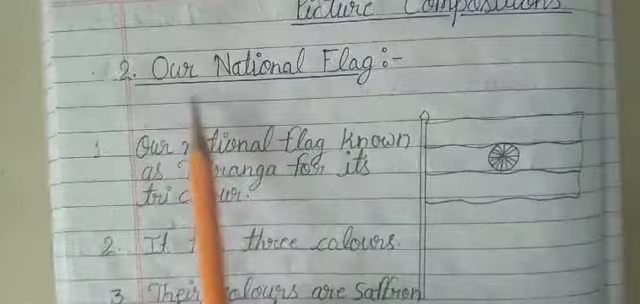 Picture Compositions
2. Our National Flag:-
1 Our flag known
as for its
tri
2. It three colours.
3 Their colours are saffron